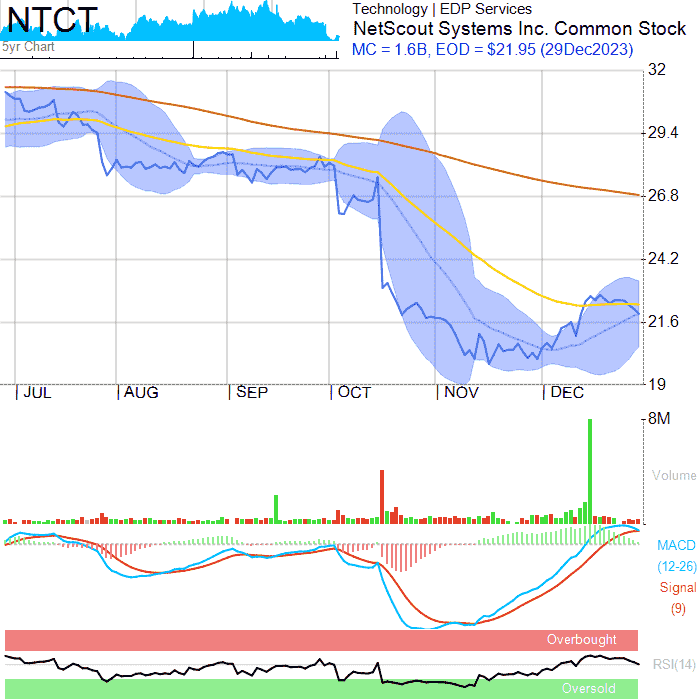 NTCT
5yr Chart
Technology | EDP Services
NetScout Systems Inc. Common Stock
MC = 1.6B, EOD = $21.95 (29Dec2023)
32
29.4
26.8
24.2
21.6
19
JUL AUG SEP OCT NOV DEC
8M
Volume
MACD
(12-26)
Signal
(9)
Overbought
RSI(14)
Oversold